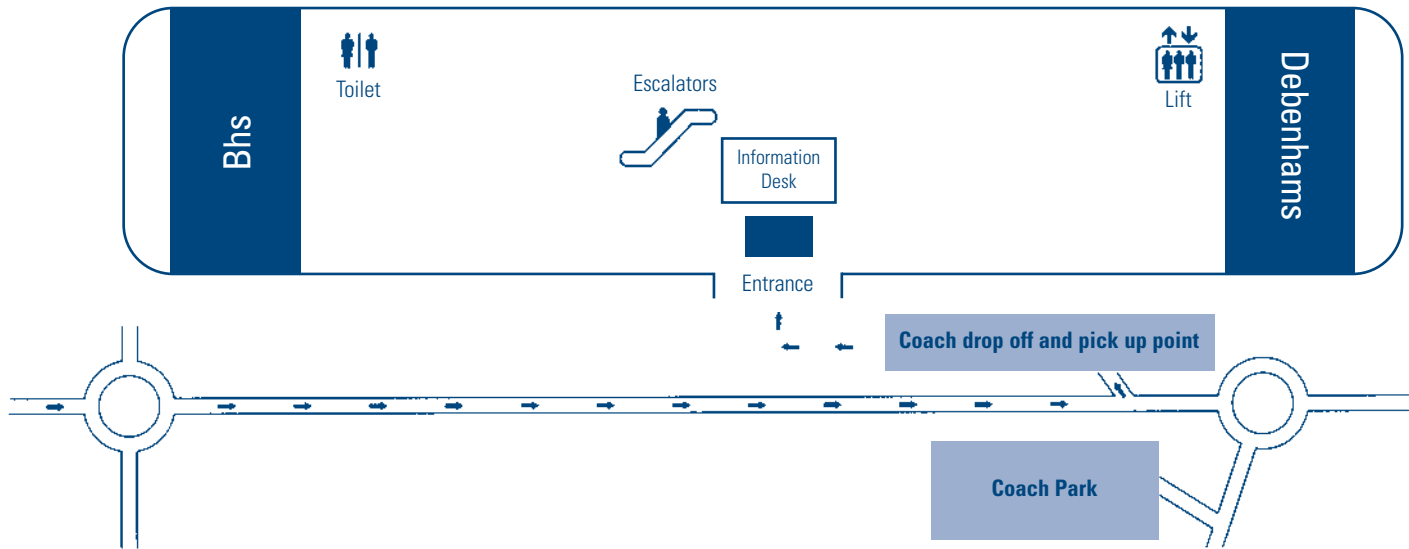 Bhs
Toilet
Escalators
Information
Desk
Lift
Debenhams
Entrance
Coach drop off and pick up point
Coach Park